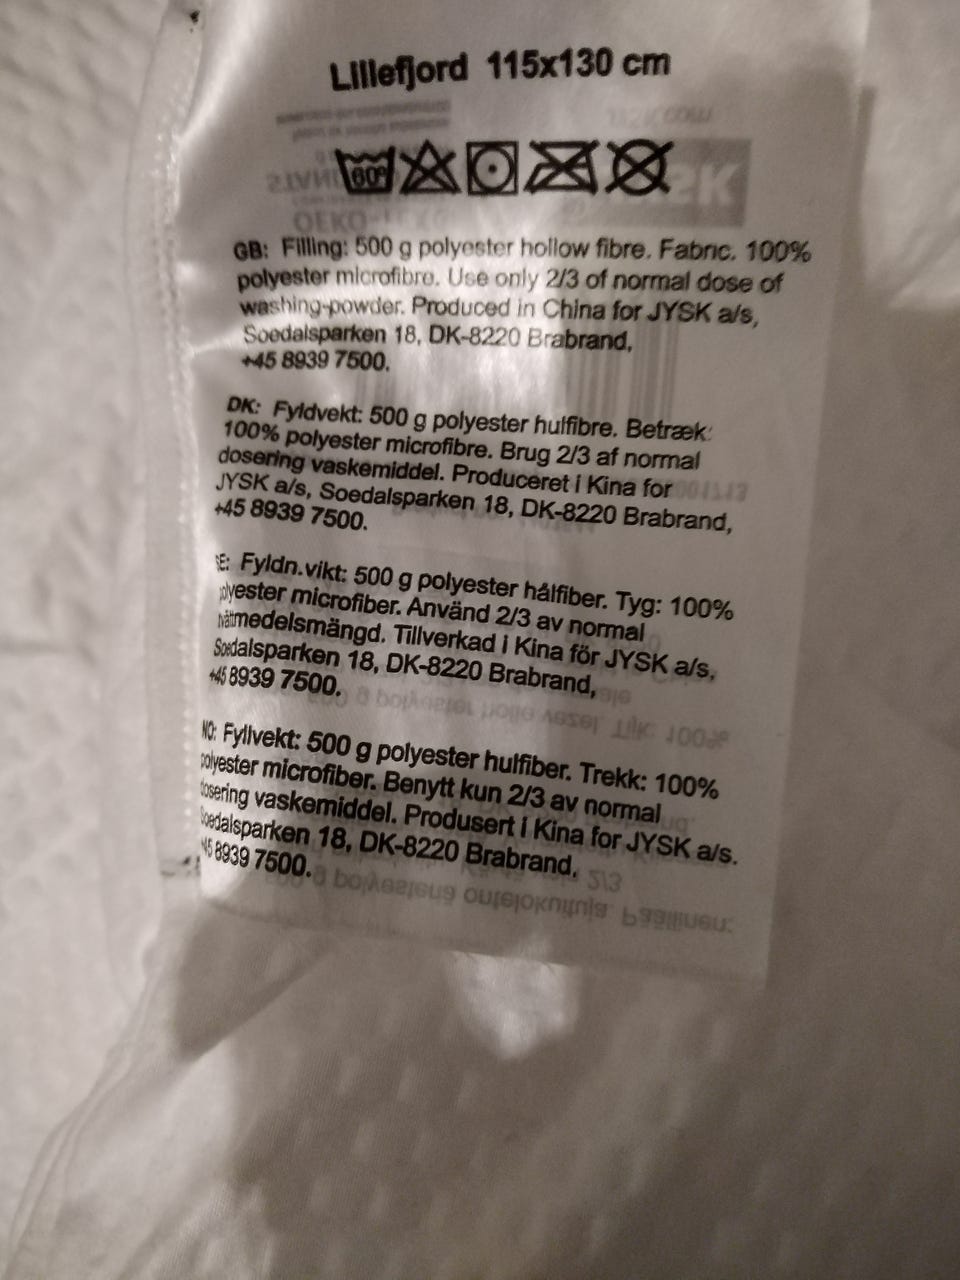 Lillefjord 115x130 cm
60°
GB: Filling: 500 g polyester hollow fibre. Fabric. 100%
polyester microfibre. Use only 2/3 of normal dose of
washing-powder. Produced in China for JYSK a/s,
Soedalsparken 18, DK-8220 Brabrand,
+45 8939 7500.
DK: Fyldvekt: 500 g polyester hulfibre. Betræk:
100% polyester microfibre. Brug 2/3 af normal
dosering vaskemiddel. Produceret i Kina for
JYSK a/s, Soedalsparken 18, DK-8220 Brabrand,
+45 8939 7500.
SE: Fyldn.vikt: 500 g polyester hålfiber. Tyg: 100%
polyester microfiber. Använd 2/3 av normal
tvättmedelsmängd. Tillverkad i Kina för JYSK a/s,
Soedalsparken 18, DK-8220 Brabrand,
+45 8939 7500.
NO: Fyllvekt: 500 g polyester hulfiber. Trekk: 100%
polyester microfiber. Benytt kun 2/3 av normal
dosering vaskemiddel. Produsert i Kina for JYSK a/s.
Soedalsparken 18, DK-8220 Brabrand,
+45 8939 7500.